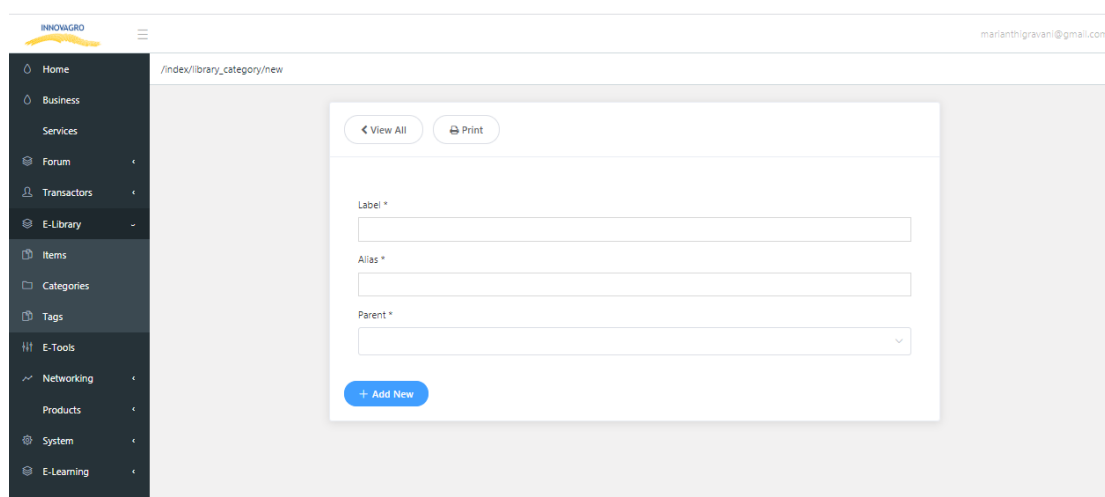 INNOVAGRO
marianthigravani@gmail.com
Home
/index/library_category/new
Business
Services
Forum
Transactors
E-Library
Items
Categories
Tags
E-Tools
Networking
Products
System
E-Learning
View All
Print
Label *
Alias *
Parent *
+ Add New